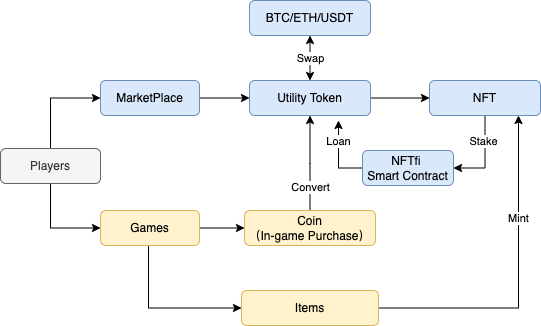 BTC/ETH/USDT
Swap
MarketPlace
Utility Token
NFT
Loan
Stake
Players
NFTfi
Smart Contract
Convert
Games
Coin
（In-game Purchase）
Mint
Items